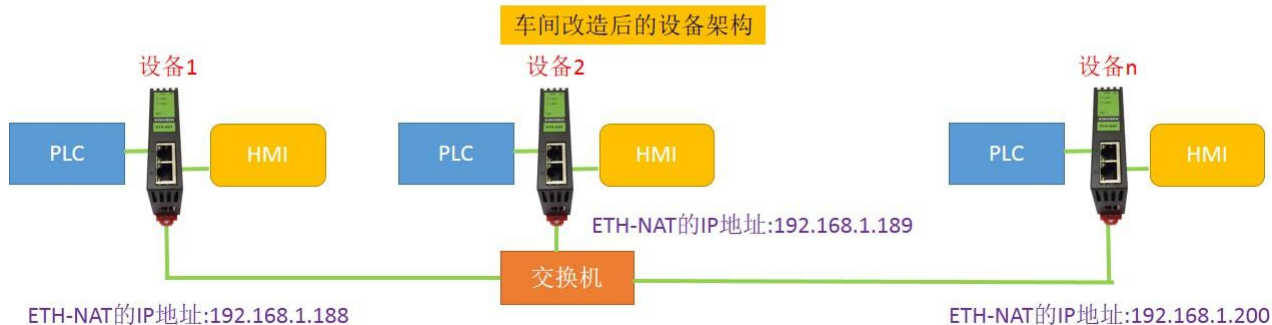 车间改造后的设备架构
设备1
设备2
设备n
PLC
HMI
PLC
HMI
PLC
HMI
ETH-NAT的IP地址:192.168.1.189
交换机
ETH-NAT的IP地址:192.168.1.188
ETH-NAT的IP地址:192.168.1.200